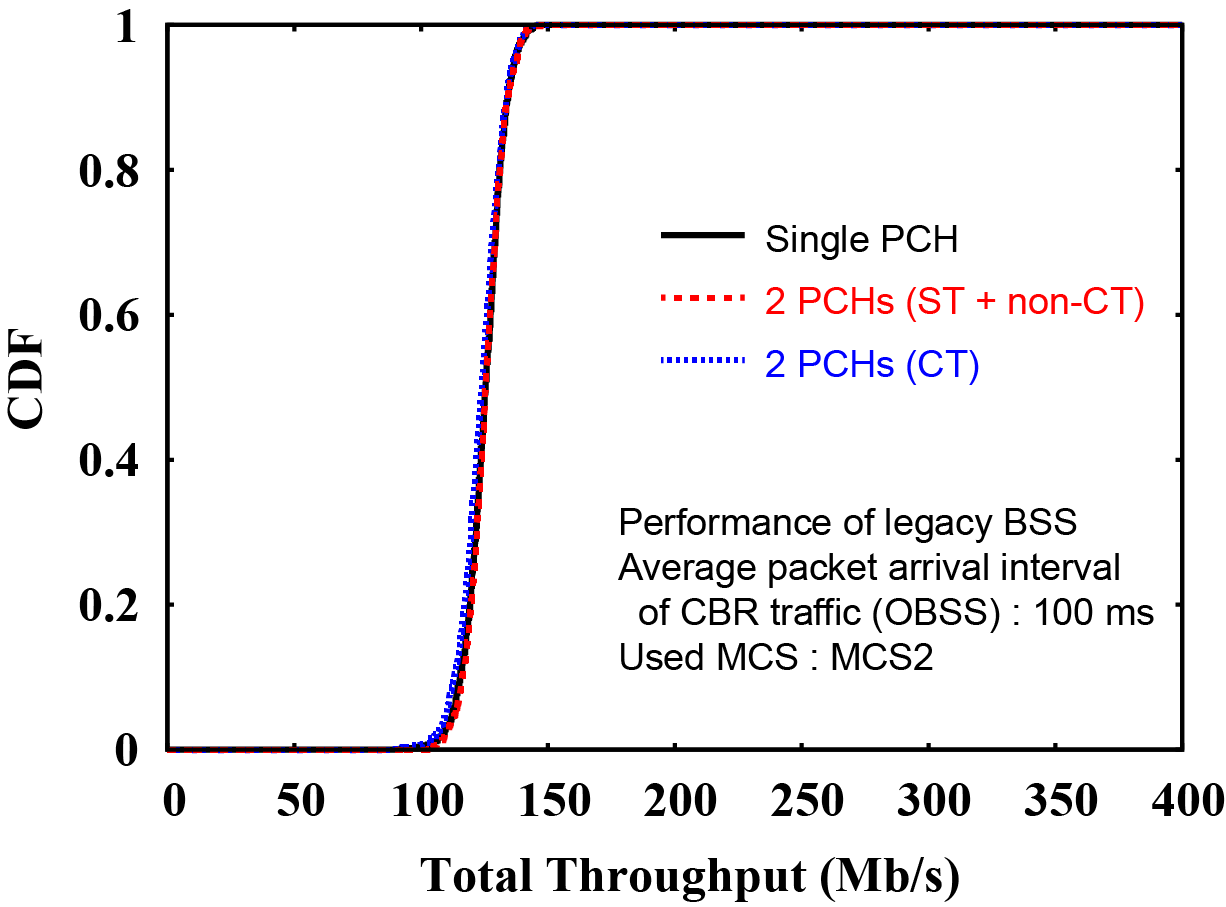 1
0.8
0.6
0.4
0.2
0
CDF
Single PCH
2 PCHs (ST + non-CT)
2 PCHs (CT)
Performance of legacy BSS
Average packet arrival interval
of CBR traffic (OBSS) : 100 ms
Used MCS : MCS2
0 50 100 150 200 250 300 350 400
Total Throughput (Mb/s)